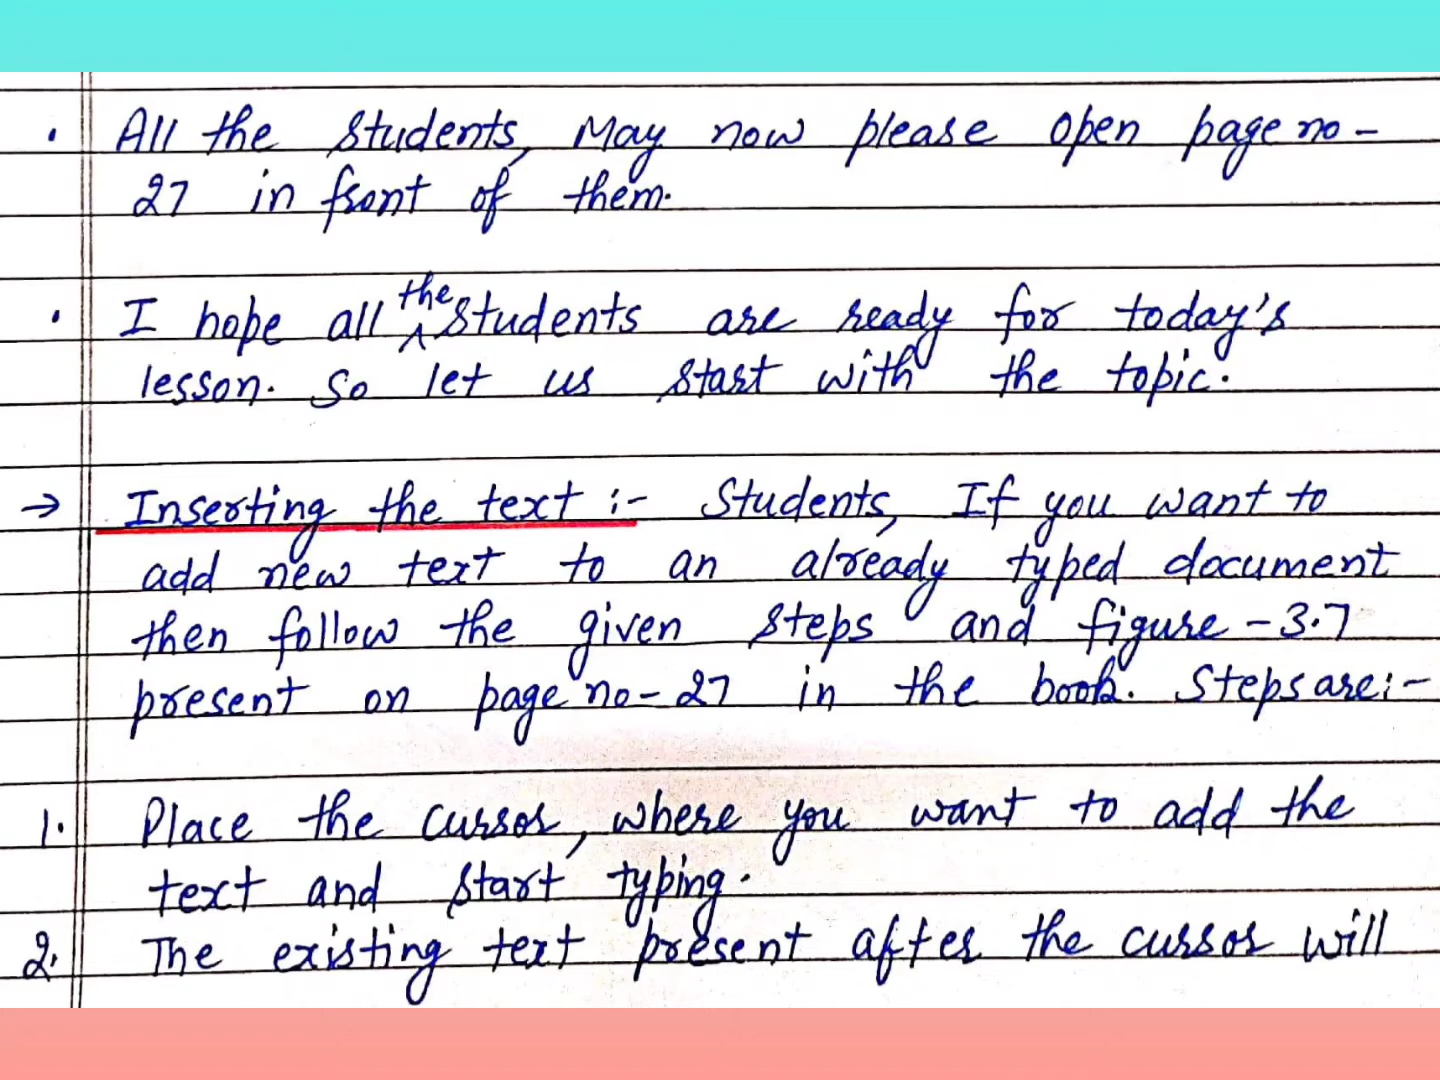 • All the students, May now please open page no-
27 in front of them.
• I hope all the students are ready for today's
lesson. So let us start with the topic.
→ Inserting the text :- Students, If you want to
add new text to an already typed document
then follow the given steps and figure - 3.7
present on page no- 27 in the book. Steps are:-
1. Place the cursor, where you want to add the
text and start typing.
2. The existing text present after the cursor will